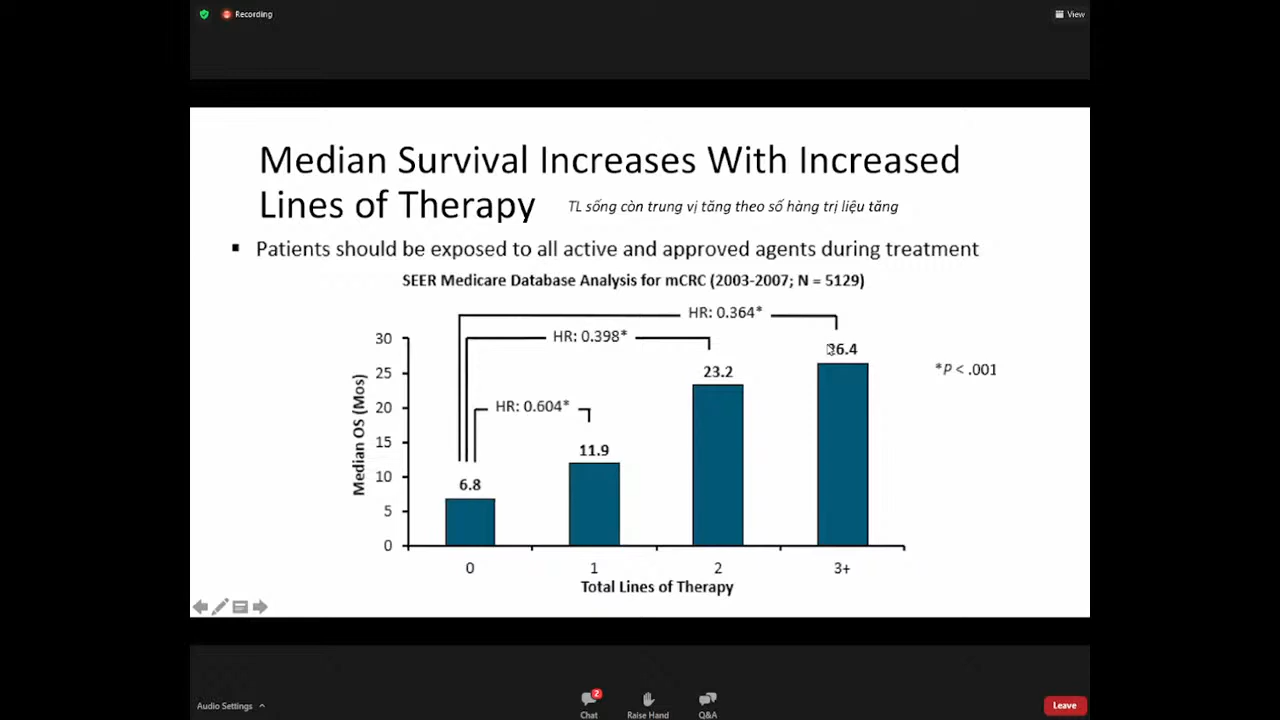 Recording
View
Median Survival Increases With Increased
Lines of Therapy
TL sống còn trung vị tăng theo số hàng trị liệu tăng
▪ Patients should be exposed to all active and approved agents during treatment
SEER Medicare Database Analysis for mCRC (2003-2007; N = 5129)
HR: 0.364*
HR: 0.398*
HR: 0.604*
*P < .001
Median OS (Mos)
30
25
20
15
10
5
0
6.8
11.9
23.2
26.4
0 1 2 3+
Total Lines of Therapy
Audio Settings
2
Chat
Raise Hand
Q&A
Leave